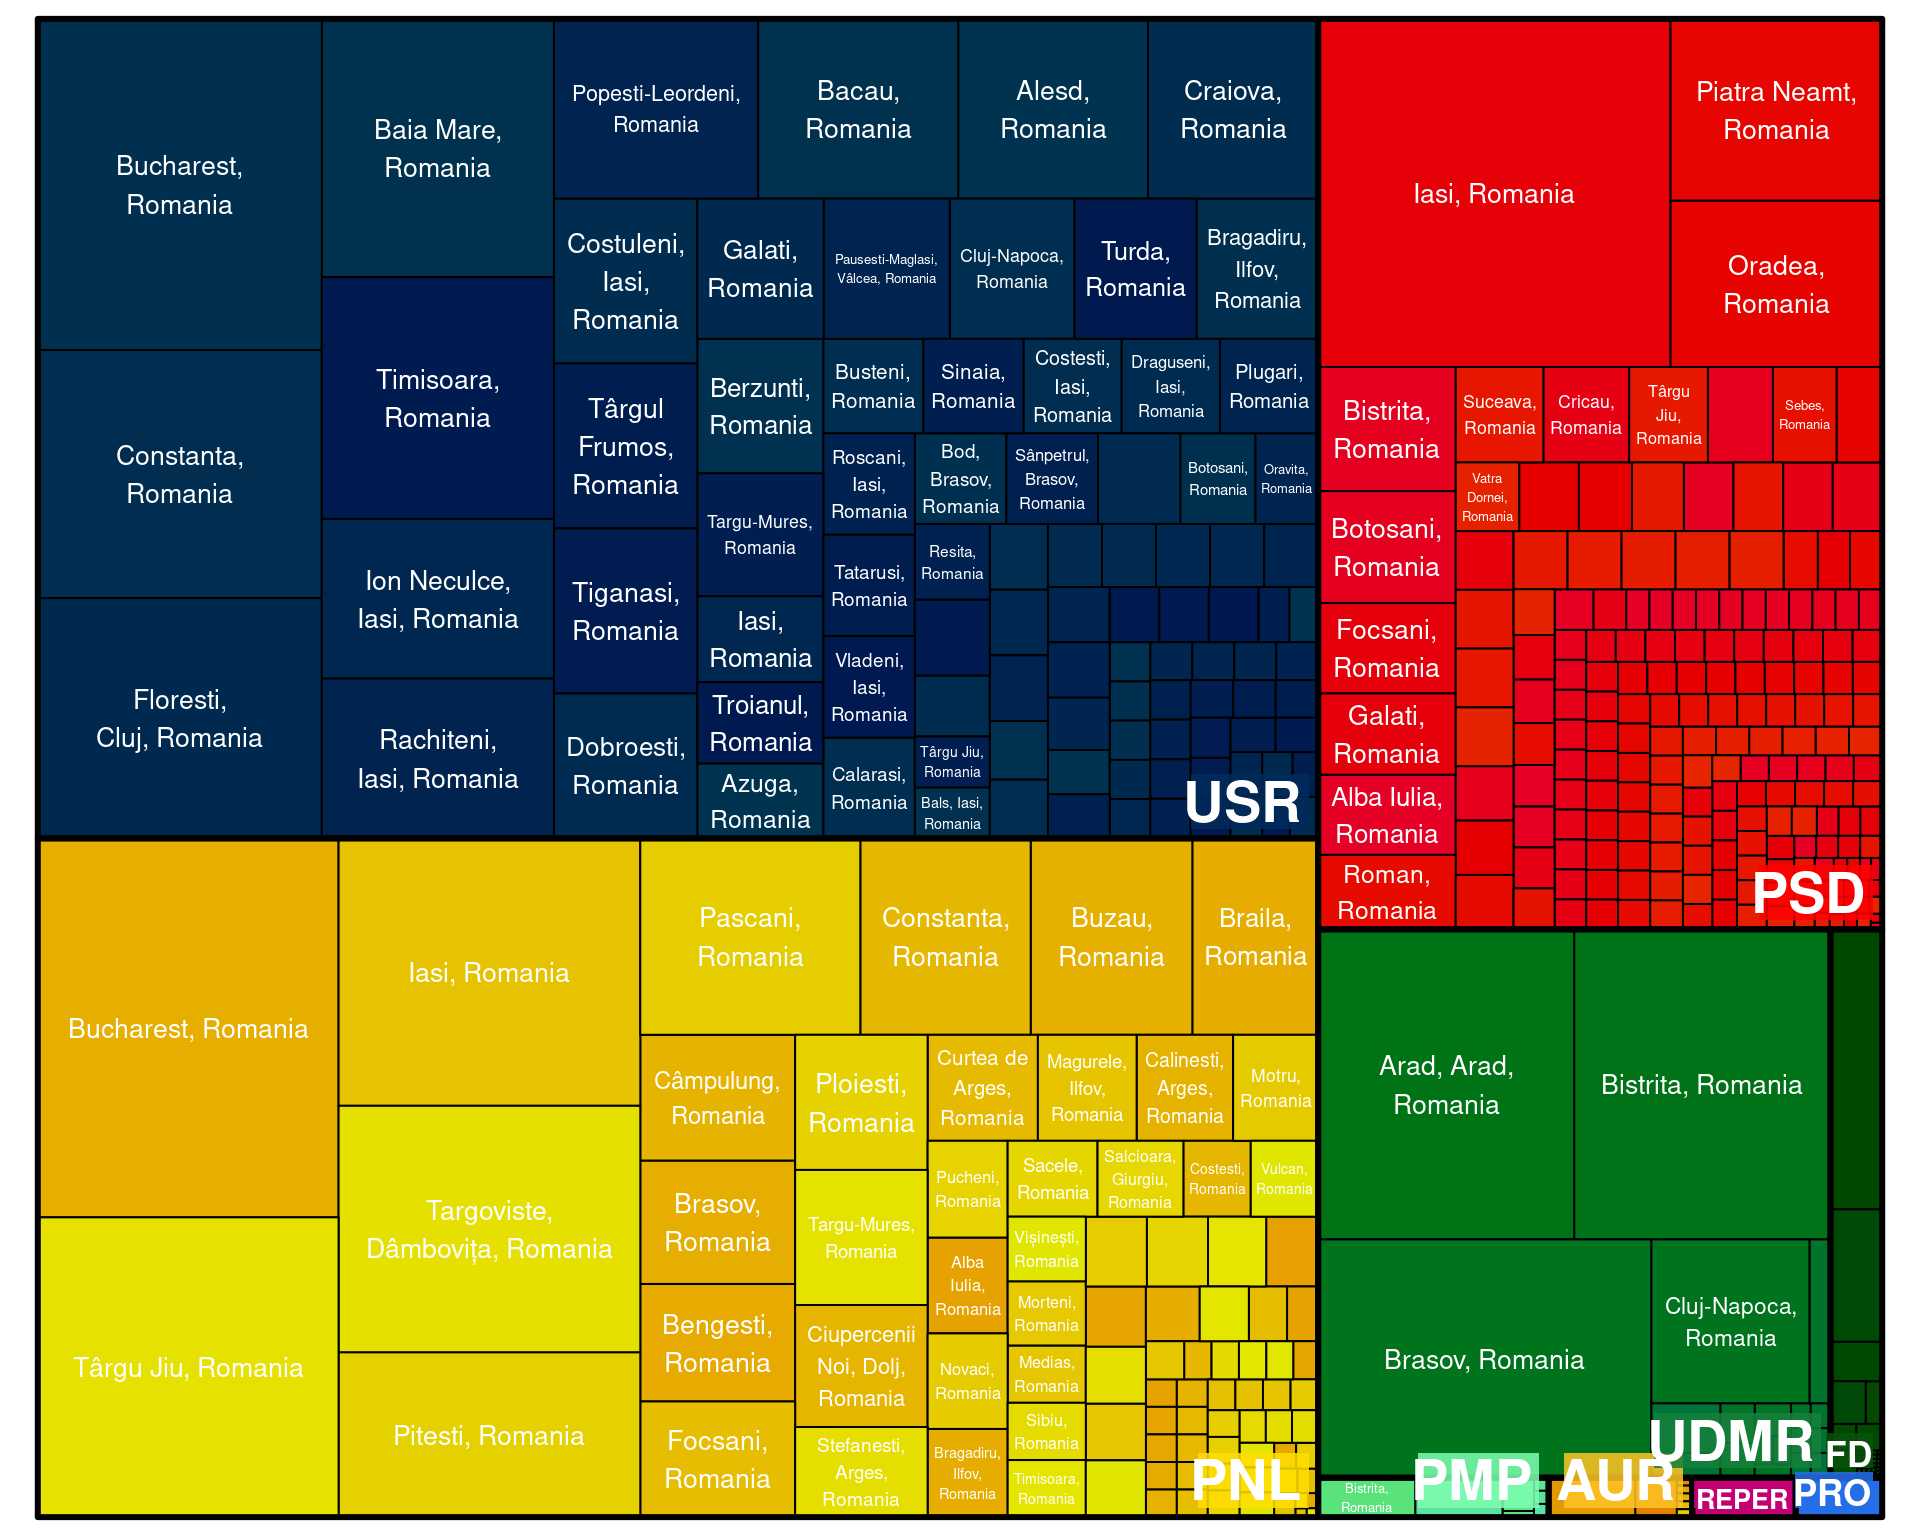 Bucharest,
Romania
Constanta,
Romania
Floresti,
Cluj, Romania
Baia Mare,
Romania
Timisoara,
Romania
Ion Neculce,
Iasi, Romania
Rachiteni,
Iasi, Romania
Popesti-Leordeni,
Romania
Bacau,
Romania
Alesd,
Romania
Craiova,
Romania
Costuleni,
Iasi,
Romania
Târgul
Frumos,
Romania
Tiganasi,
Romania
Dobroesti,
Romania
Galati,
Romania
Berzunti,
Romania
Targu-Mures,
Romania
Iasi,
Romania
Troianul,
Romania
Azuga,
Romania
Pausesti-Maglasi,
Vâlcea, Romania
Cluj-Napoca,
Romania
Turda,
Romania
Bragadiru,
Ilfov,
Romania
Busteni,
Romania
Sinaia,
Romania
Costesti,
Iasi,
Romania
Draguseni,
Iasi,
Romania
Plugari,
Romania
Roscani,
Iasi,
Romania
Tatarusi,
Romania
Vladeni,
Iasi,
Romania
Calarasi,
Romania
Bod,
Brasov,
Romania
Sânpetrul,
Brasov,
Romania
Botosani,
Romania
Oravita,
Romania
Resita,
Romania
Târgu Jiu,
Romania
Bals, Iasi,
Romania
USR
Iasi, Romania
Piatra Neamt,
Romania
Oradea,
Romania
Bistrita,
Romania
Botosani,
Romania
Focsani,
Romania
Galati,
Romania
Alba Iulia,
Romania
Roman,
Romania
Suceava,
Romania
Cricau,
Romania
Târgu
Jiu,
Romania
Sebes,
Romania
Vatra
Dornei,
Romania
PSD
Bucharest, Romania
Târgu Jiu, Romania
Iasi, Romania
Targoviste,
Dâmbovița, Romania
Pitesti, Romania
Pascani,
Romania
Constanta,
Romania
Buzau,
Romania
Braila,
Romania
Câmpulung,
Romania
Brasov,
Romania
Bengesti,
Romania
Focsani,
Romania
Ploiesti,
Romania
Targu-Mures,
Romania
Ciupercenii
Noi, Dolj,
Romania
Stefanesti,
Arges,
Romania
Curtea de
Arges,
Romania
Magurele,
Ilfov,
Romania
Calinesti,
Arges,
Romania
Motru,
Romania
Pucheni,
Romania
Alba
Iulia,
Romania
Novaci,
Romania
Bragadiru,
Ilfov,
Romania
Sacele,
Romania
Salcioara,
Giurgiu,
Romania
Costesti,
Romania
Vulcan,
Romania
Vișinești,
Romania
Morteni,
Romania
Medias,
Romania
Sibiu,
Romania
Timisoara,
Romania
PNL
Arad, Arad,
Romania
Bistrita, Romania
Brasov, Romania
Cluj-Napoca,
Romania
UDMR
FD
Bistrita,
Romania
PMP
AUR
REPER
PRO